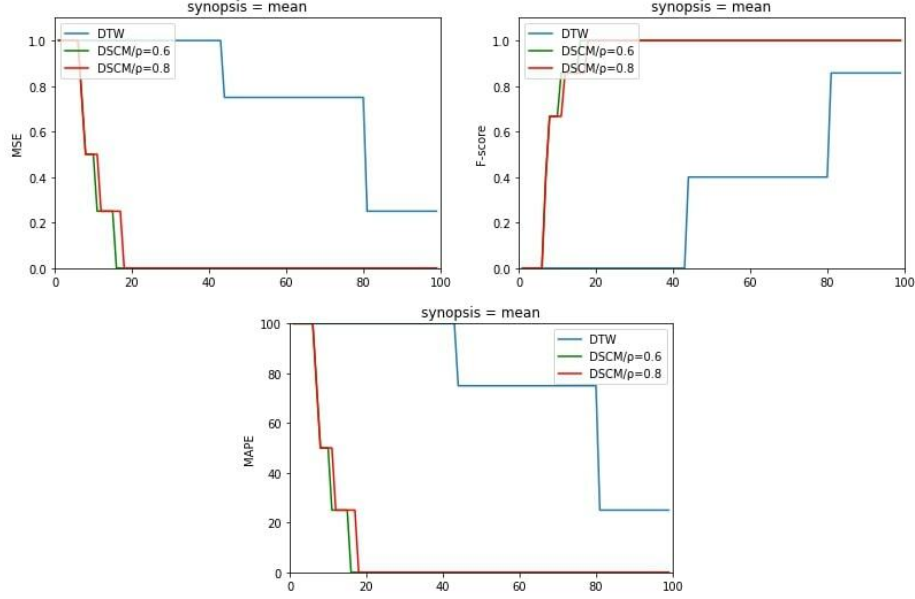 synopsis = mean
DTW
DSCM/ρ=0.6
DSCM/ρ=0.8
MSE
1.0
0.8
0.6
0.4
0.2
0.0
0 20 40 60 80 100
synopsis = mean
DTW
DSCM/ρ=0.6
DSCM/ρ=0.8
F-score
1.0
0.8
0.6
0.4
0.2
0.0
0 20 40 60 80 100
synopsis = mean
DTW
DSCM/ρ=0.6
DSCM/ρ=0.8
MAPE
100
80
60
40
20
0
0 20 40 60 80 100